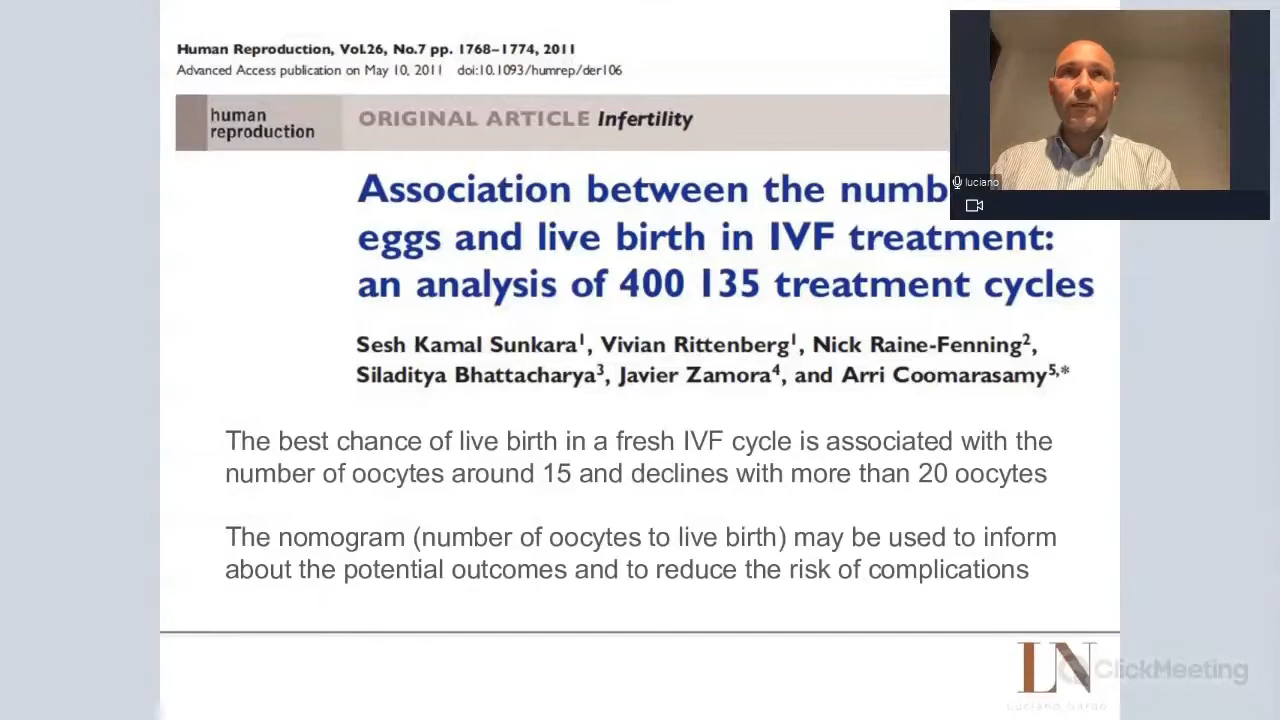 Human Reproduction, Vol.26, No.7 pp. 1768–1774, 2011
Advanced Access publication on May 10, 2011 doi:10.1093/humrep/der106
human
reproduction
ORIGINAL ARTICLE Infertility
Association between the numb
eggs and live birth in IVF treatment:
an analysis of 400 135 treatment cycles
Sesh Kamal Sunkara1, Vivian Rittenberg1, Nick Raine-Fenning2,
Siladitya Bhattacharya3, Javier Zamora4, and Arri Coomarasamy5,*
luciano
The best chance of live birth in a fresh IVF cycle is associated with the
number of oocytes around 15 and declines with more than 20 oocytes
The nomogram (number of oocytes to live birth) may be used to inform
about the potential outcomes and to reduce the risk of complications
LN
ClickMeeting
Luciano